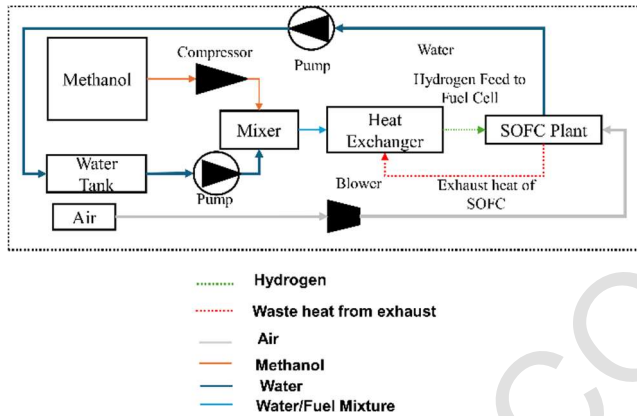 Compressor
Methanol
Pump
Water
Hydrogen Feed to
Fuel Cell
Mixer
Heat
Exchanger
SOFC Plant
Water
Tank
Pump
Blower
Exhaust heat of
SOFC
Air
Hydrogen
Waste heat from exhaust
Air
Methanol
Water
Water/Fuel Mixture